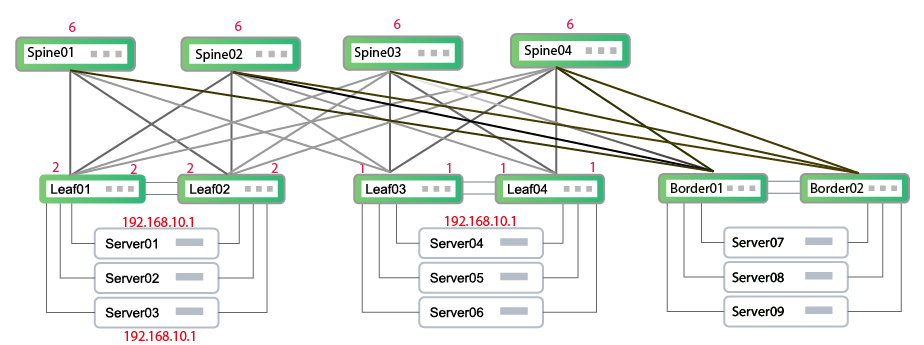 6 6 6 6
Spine01 Spine02 Spine03 Spine04
2 2 2 2 1 1 1 1
Leaf01 Leaf02 Leaf03 Leaf04 Border01 Border02
192.168.10.1 192.168.10.1
Server01 Server04 Server07
Server02 Server05 Server08
Server03 Server06 Server09
192.168.10.1